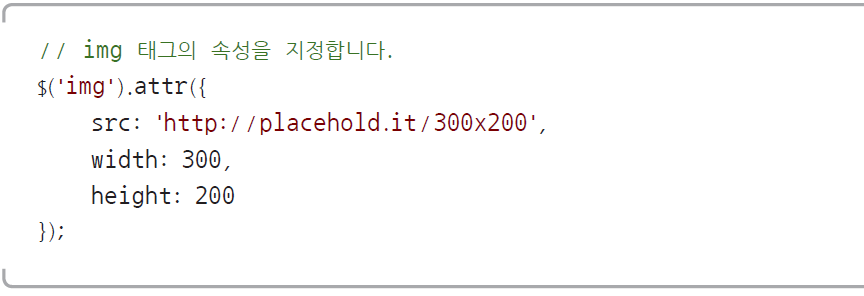 // img 태그의 속성을 지정합니다.
$('img').attr({
    src: 'http://placehold.it/300x200',
    width: 300,
    height: 200
});